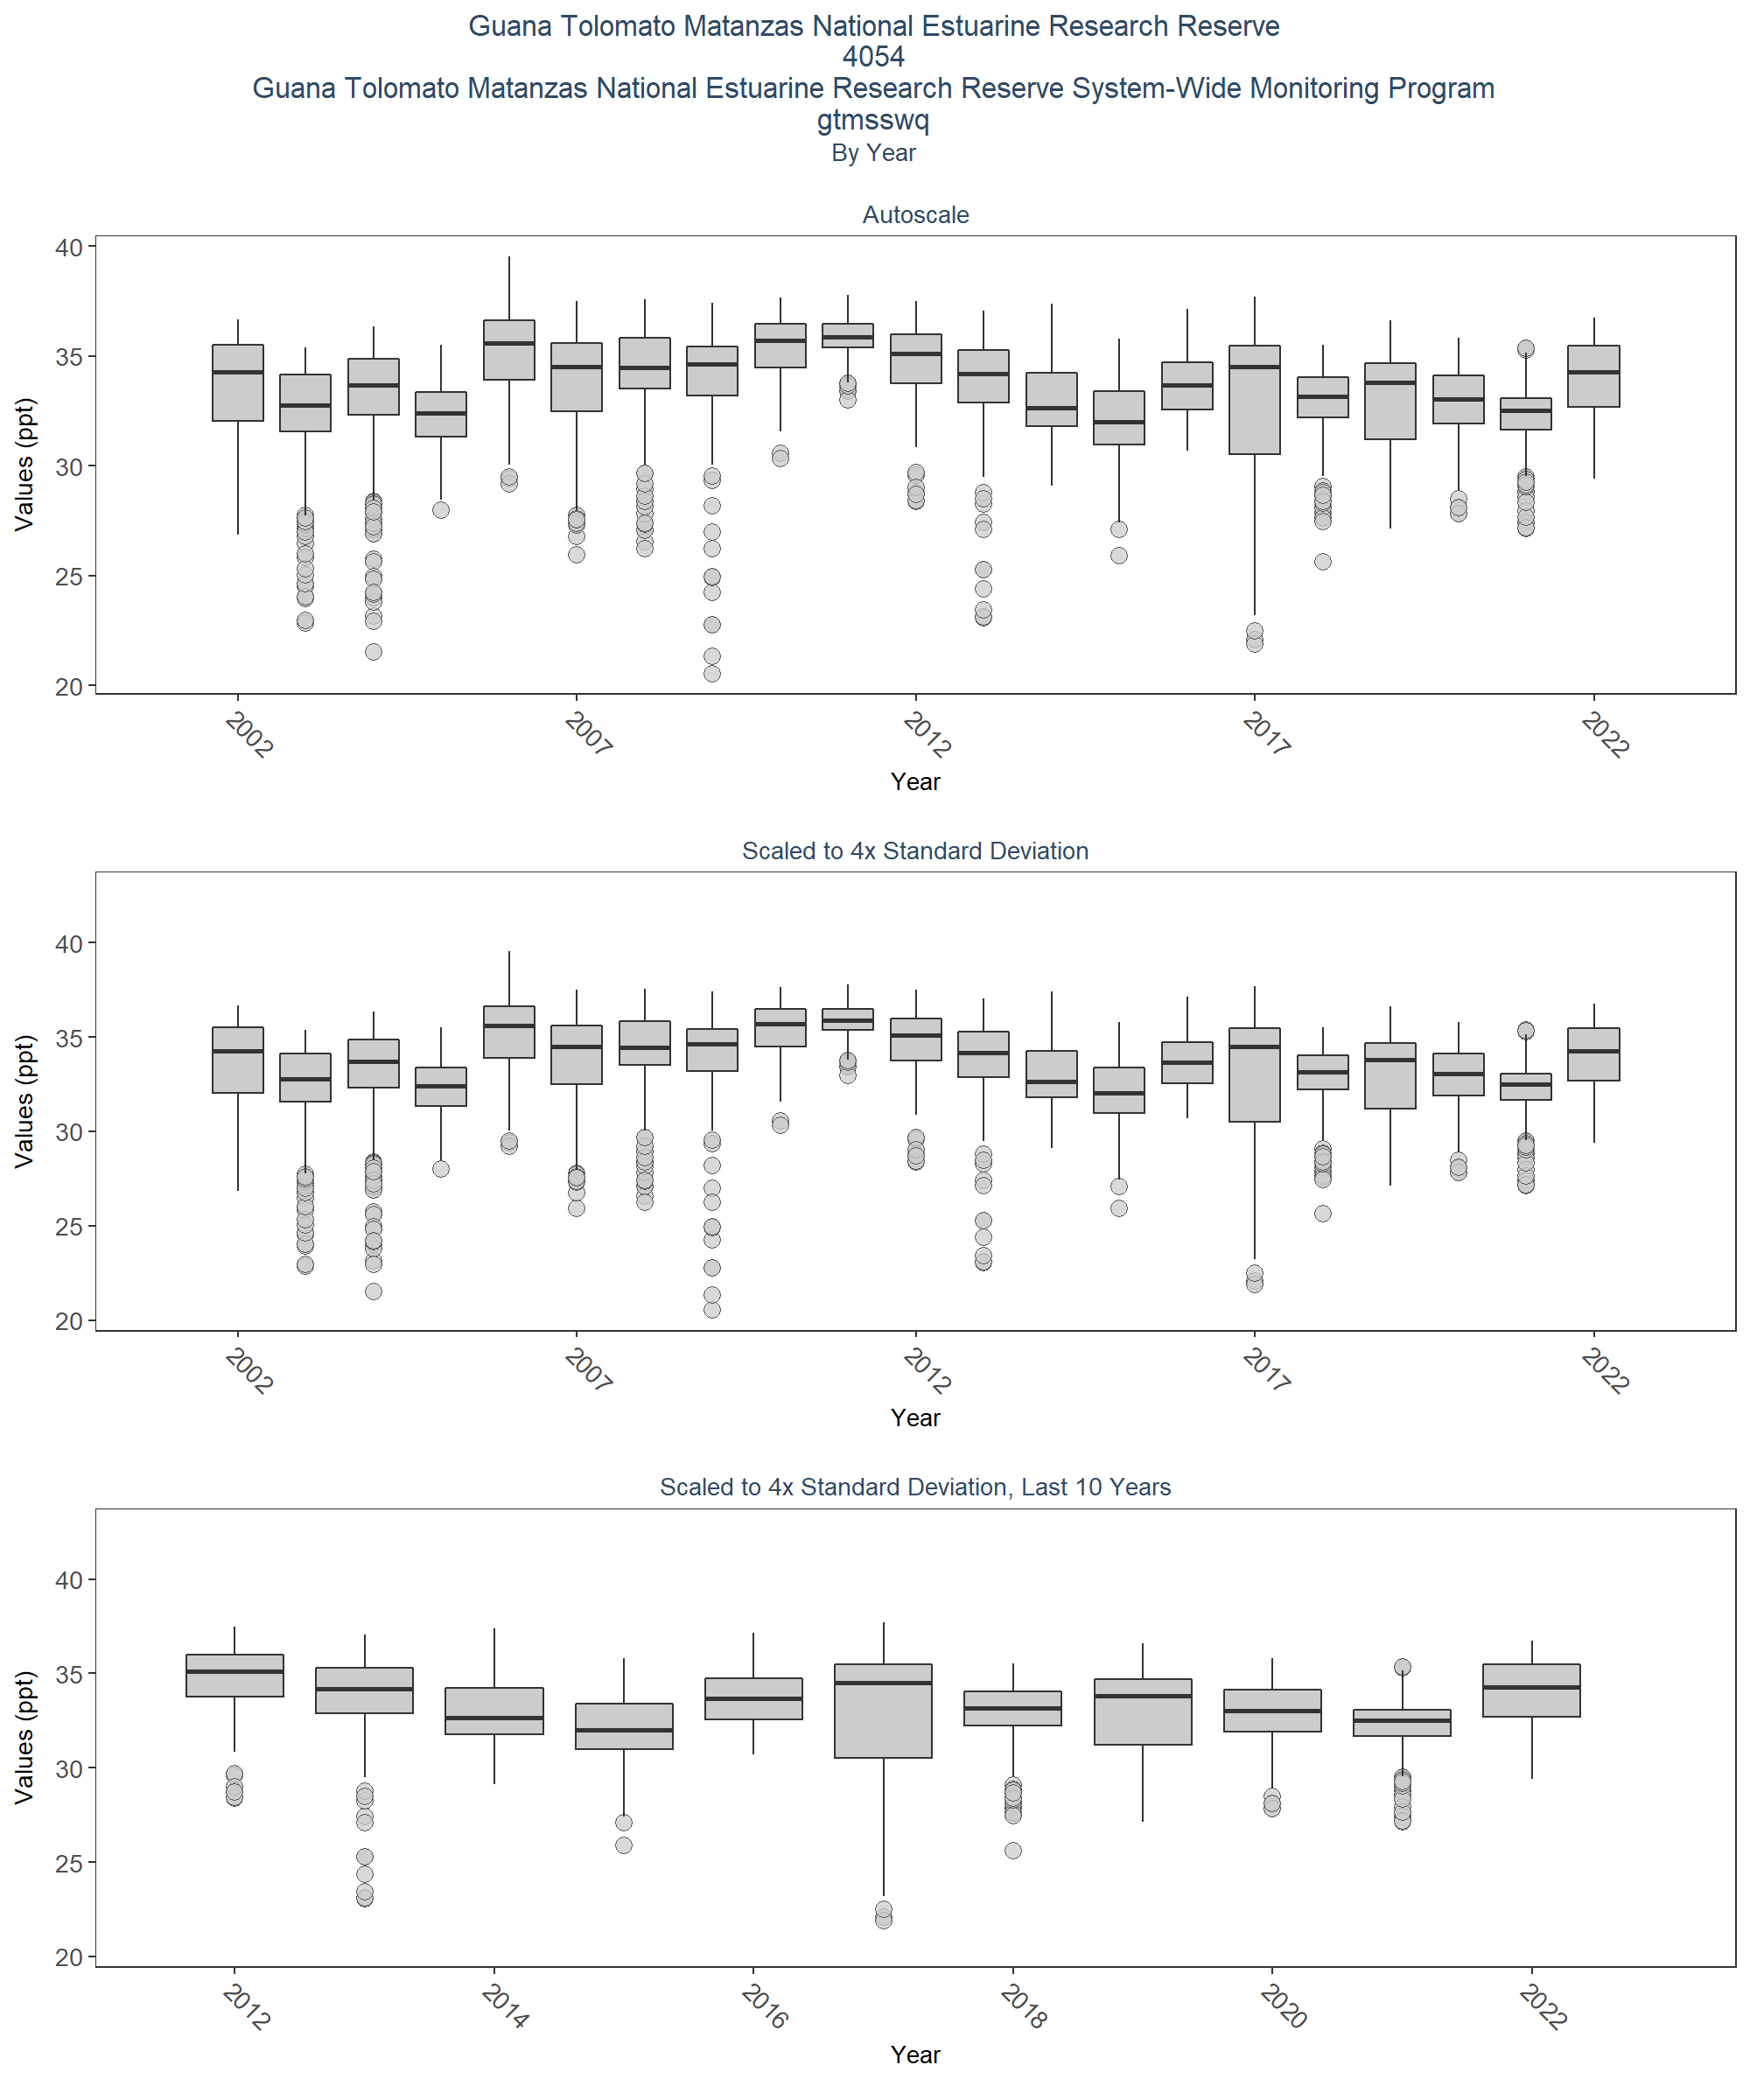 Guana Tolomato Matanzas National Estuarine Research Reserve
4054
Guana Tolomato Matanzas National Estuarine Research Reserve System-Wide Monitoring Program
gtmsswq
By Year
Autoscale
Values (ppt)
40
35
30
25
20
2002
2007
2012
2017
2022
Year
Scaled to 4x Standard Deviation
Values (ppt)
40
35
30
25
20
2002
2007
2012
2017
2022
Year
Scaled to 4x Standard Deviation, Last 10 Years
Values (ppt)
40
35
30
25
20
2012
2014
2016
2018
2020
2022
Year